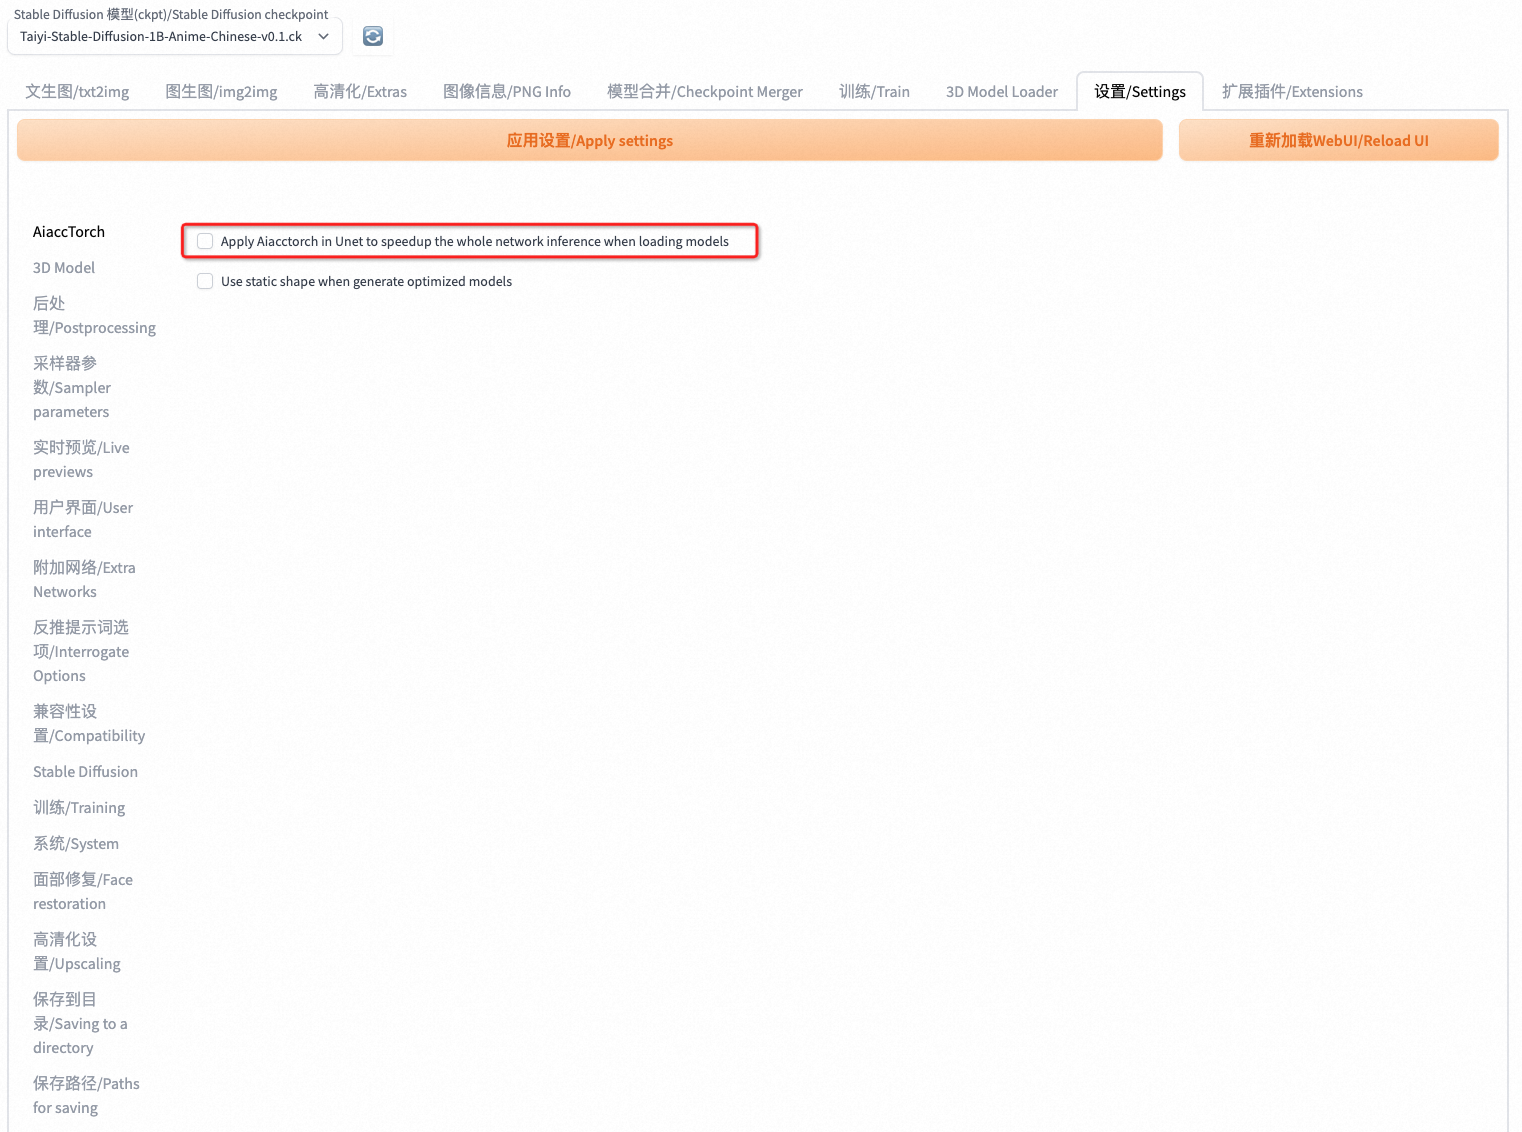 Stable Diffusion 模型(ckpt)/Stable Diffusion checkpoint
Taiyi-Stable-Diffusion-1B-Anime-Chinese-v0.1.ck
文生图/txt2img 图生图/img2img 高清化/Extras 图像信息/PNG Info 模型合并/Checkpoint Merger 训练/Train 3D Model Loader 设置/Settings 扩展插件/Extensions
应用设置/Apply settings 重新加载WebUI/Reload UI
AiaccTorch
Apply Aiacctorch in Unet to speedup the whole network inference when loading models
Use static shape when generate optimized models
3D Model
后处
理/Postprocessing
采样器参
数/Sampler
parameters
实时预览/Live
previews
用户界面/User
interface
附加网络/Extra
Networks
反推提示词选
项/Interrogate
Options
兼容性设
置/Compatibility
Stable Diffusion
训练/Training
系统/System
面部修复/Face
restoration
高清化设
置/Upscaling
保存到目
录/Saving to a
directory
保存路径/Paths
for saving